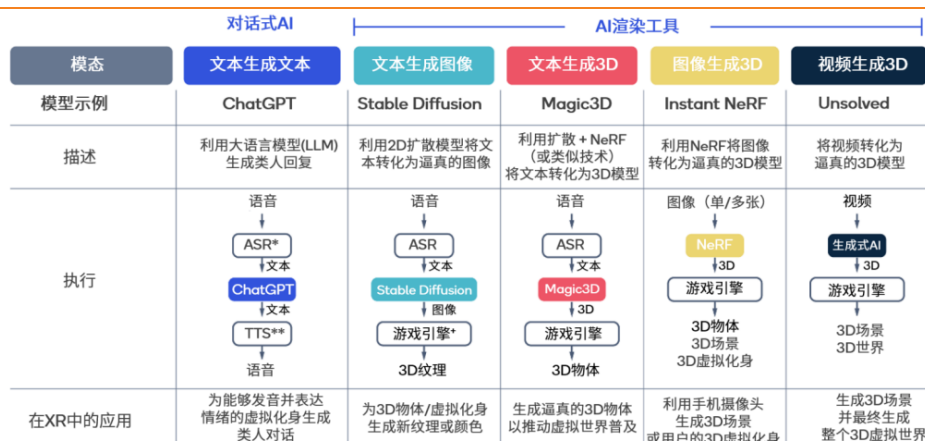 对话式AI
AI渲染工具
模态
文本生成文本
文本生成图像
文本生成3D
图像生成3D
视频生成3D
模型示例
ChatGPT
Stable Diffusion
Magic3D
Instant NeRF
Unsolved
描述
利用大语言模型(LLM)
生成类人回复
利用2D扩散模型将文
本转化为逼真的图像
利用扩散 + NeRF
(或类似技术)
将文本转化为3D模型
利用NeRF将图像
转化为逼真的3D模型
将视频转化为
逼真的3D模型
执行
语音
ASR*
文本
ChatGPT
文本
TTS**
语音
语音
ASR
文本
Stable Diffusion
图像
游戏引擎+
3D纹理
语音
ASR
文本
Magic3D
3D
游戏引擎
3D物体
图像（单/多张）
NeRF
3D
游戏引擎
3D物体
3D场景
3D虚拟化身
视频
生成式AI
3D
游戏引擎
3D场景
3D世界
在XR中的应用
为能够发音并表达
情绪的虚拟化身生成
类人对话
为3D物体/虚拟化身
生成新纹理或颜色
生成逼真的3D物体
以推动虚拟世界普及
利用手机摄像头
生成3D场景
或用户的3D虚拟化身
生成3D场景
并最终生成
整个3D虚拟世界